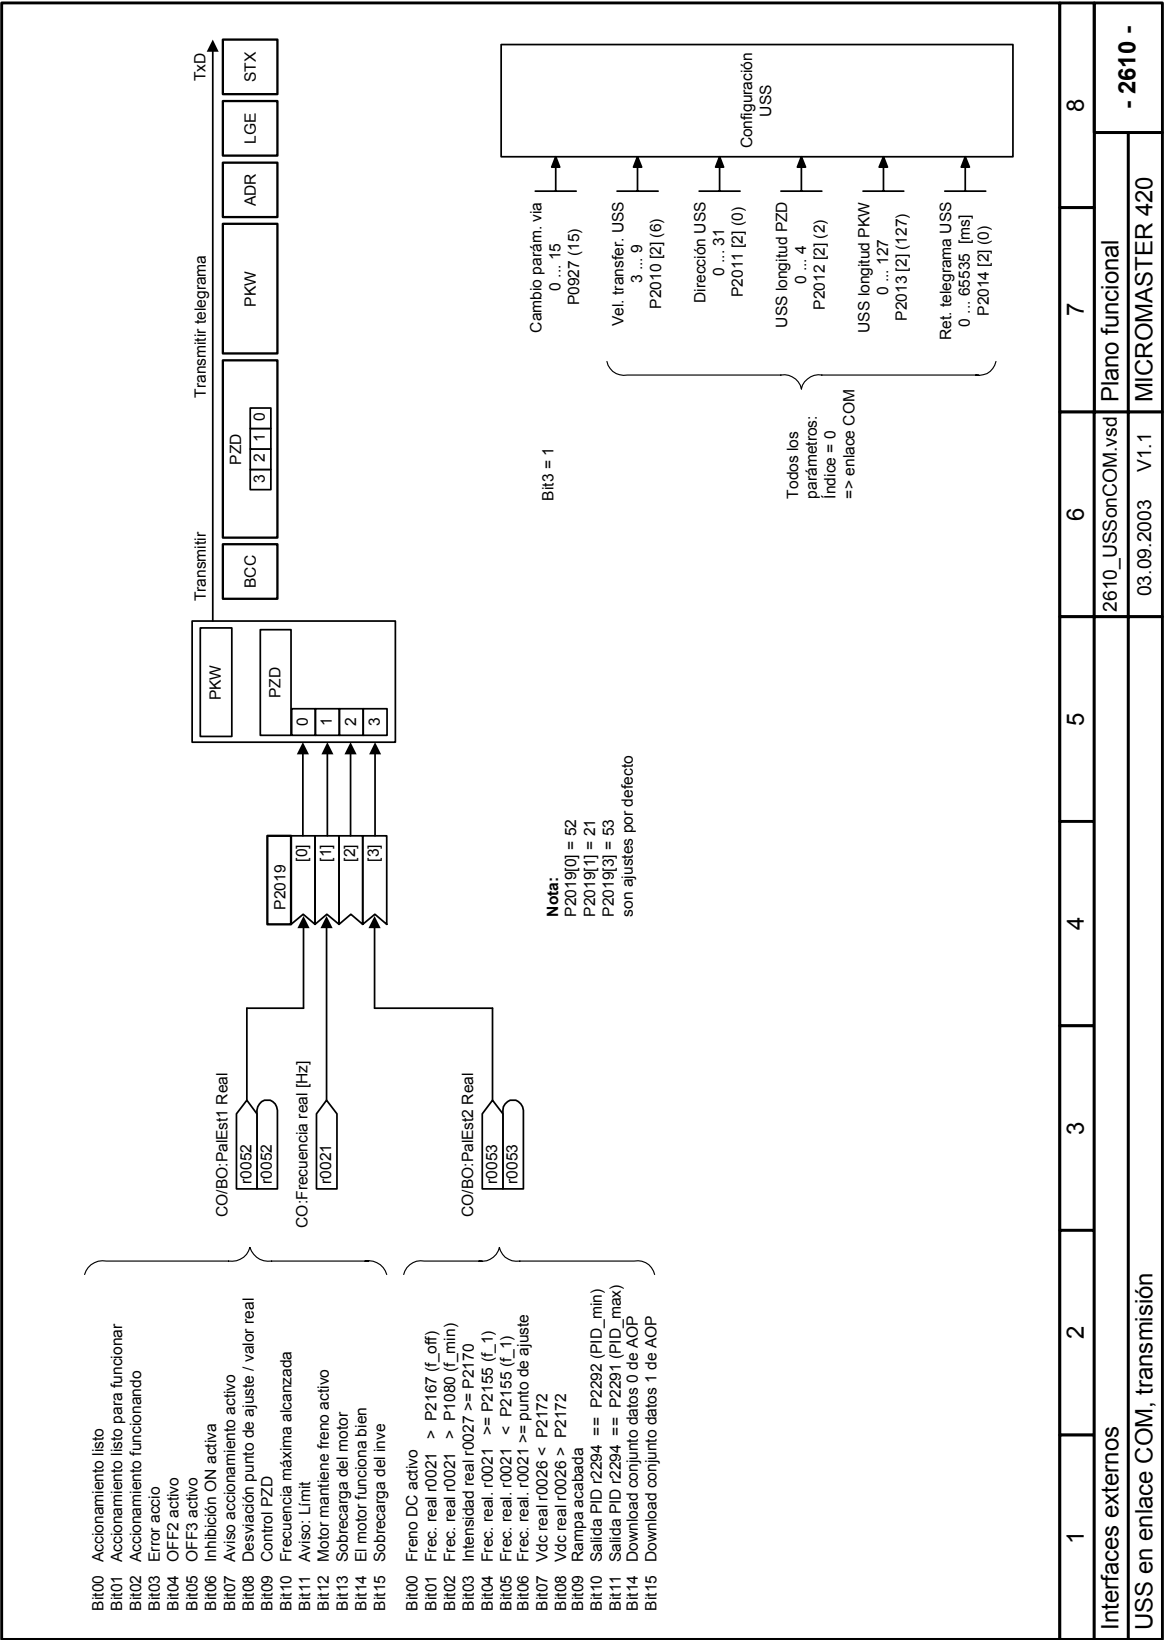 Bit00 Accionamiento listo
Bit01 Accionamiento listo para funcionar
Bit02 Accionamiento funcionando
Bit03 Error accio
Bit04 OFF2 activo
Bit05 OFF3 activo
Bit06 Inhibición ON activa
Bit07 Aviso accionamiento activo
Bit08 Desviación punto de ajuste / valor real
Bit09 Control PZD
Bit10 Frecuencia máxima alcanzada
Bit11 Aviso: Límit
Bit12 Motor mantiene freno activo
Bit13 Sobrecarga del motor
Bit14 El motor funciona bien
Bit15 Sobrecarga del inve
Bit00 Freno DC activo
Bit01 Frec. real r0021 > P2167 (f_off)
Bit02 Frec. real r0021 > P1080 (f_min)
Bit03 Intensidad real r0027 >= P2170
Bit04 Frec. real. r0021 >= P2155 (f_1)
Bit05 Frec. real. r0021 < P2155 (f_1)
Bit06 Frec. real. r0021 >= punto de ajuste
Bit07 Vdc real r0026 < P2172
Bit08 Vdc real r0026 > P2172
Bit09 Rampa acabada
Bit10 Salida PID r2294 == P2292 (PID_min)
Bit11 Salida PID r2294 == P2291 (PID_max)
Bit14 Download conjunto datos 0 de AOP
Bit15 Download conjunto datos 1 de AOP
CO/BO:PalEst1 Real
r0052
r0052
CO:Frecuencia real [Hz]
r0021
CO/BO:PalEst2 Real
r0053
r0053
P2019
[0]
[1]
[2]
[3]
Nota:
P2019[0] = 52
P2019[1] = 21
P2019[3] = 53
son ajustes por defecto
PKW
PZD
0
1
2
3
Transmitir
Transmitir telegrama
TxD
BCC
PZD
3 2 1 0
PKW
ADR
LGE
STX
Bit3 = 1
Todos los
parámetros:
Índice = 0
=> enlace COM
Cambio parám. via
0 ... 15
P0927 (15)
Vel. transfer. USS
3 ... 9
P2010 [2] (6)
Dirección USS
0 ... 31
P2011 [2] (0)
USS longitud PZD
0 ... 4
P2012 [2] (2)
USS longitud PKW
0 ... 127
P2013 [2] (127)
Ret. telegrama USS
0 ... 65535 [ms]
P2014 [2] (0)
Configuración
USS
1 2 3 4 5 6 7 8
Interfaces externos
2610_USSonCOM.vsd
Plano funcional
- 2610 -
USS en enlace COM, transmisión
03.09.2003 V1.1
MICROMASTER 420